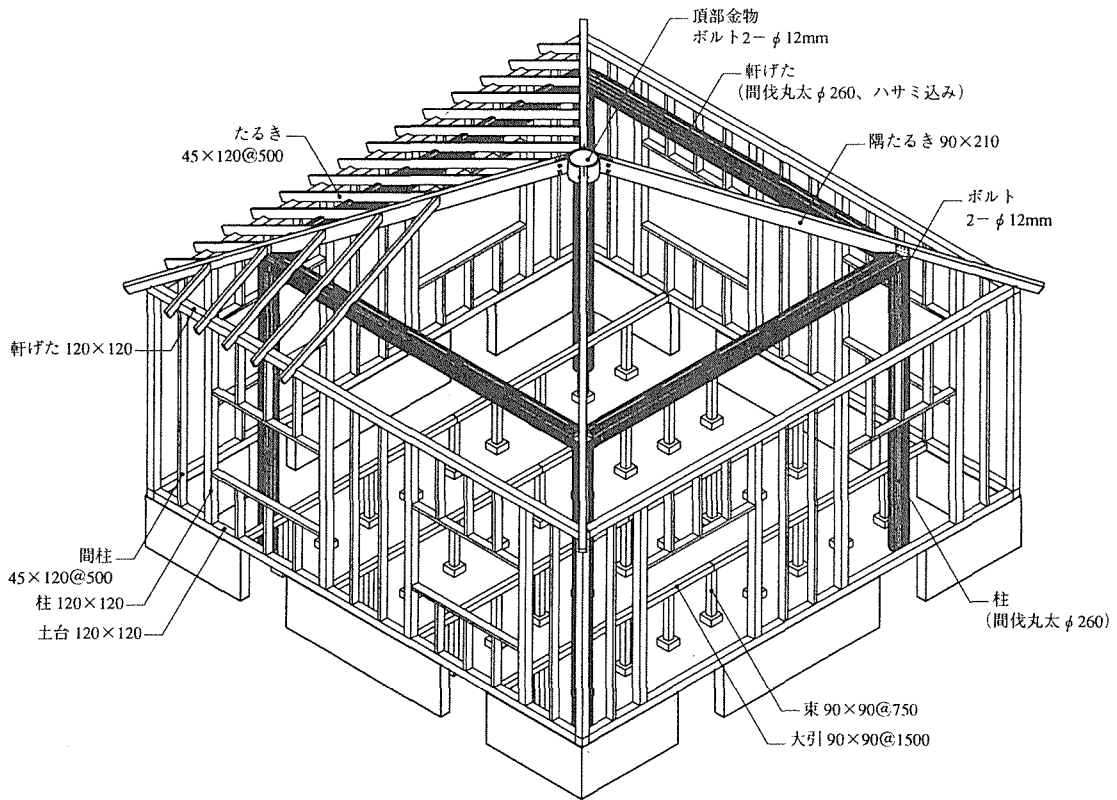 頂部金物
ボルト2－φ12mm
軒げた
（間伐丸太φ260、ハサミ込み）
たるき
45×120@500
隅たるき 90×210
ボルト
2－φ12mm
軒げた 120×120
間柱
45×120@500
柱 120×120
土台 120×120
柱
（間伐丸太φ260）
束 90×90@750
大引 90×90@1500